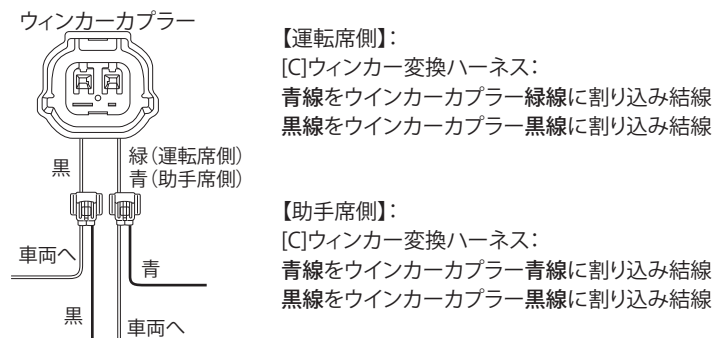 ウィンカーカプラー
黒
緑(運転席側)
青(助手席側)
車両へ
青
黒
車両へ
【運転席側】:
[C]ウィンカー変換ハーネス:
青線をウインカーカプラー緑線に割り込み結線
黒線をウインカーカプラー黒線に割り込み結線
【助手席側】:
[C]ウィンカー変換ハーネス:
青線をウインカーカプラー青線に割り込み結線
黒線をウインカーカプラー黒線に割り込み結線